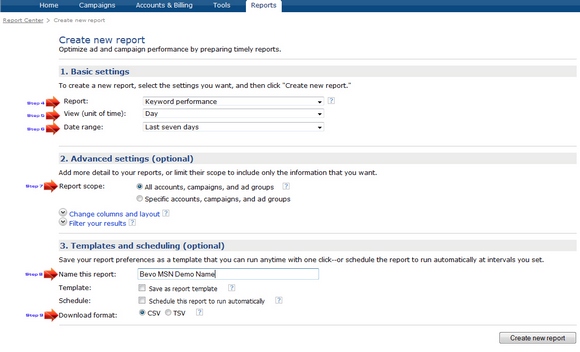 Home Campaigns Accounts & Billing Tools Reports
Report Center > Create new report
Create new report
Optimize ad and campaign performance by preparing timely reports.
1. Basic settings
To create a new report, select the settings you want, and then click "Create new report."
Step 4 Report: Keyword performance ?
Step 5 View (unit of time): Day
Step 6 Date range: Last seven days
2. Advanced settings (optional)
Add more detail to your reports, or limit their scope to include only the information that you want.
Step 7 Report scope: All accounts, campaigns, and ad groups ?
Specific accounts, campaigns, and ad groups
Change columns and layout ?
Filter your results ?
3. Templates and scheduling (optional)
Save your report preferences as a template that you can run anytime with one click--or schedule the report to run automatically at intervals you set.
Step 8 Name this report: Bevo MSN Demo Name
Template: Save as report template ?
Schedule: Schedule this report to run automatically ?
Step 9 Download format: CSV TSV ?
Create new report